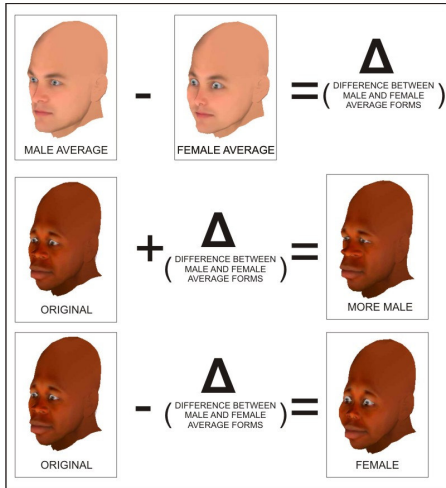 Δ
- = (DIFFERENCE BETWEEN
MALE AND FEMALE
AVERAGE FORMS)
MALE AVERAGE
FEMALE AVERAGE
+ Δ =
(DIFFERENCE BETWEEN
MALE AND FEMALE
AVERAGE FORMS)
ORIGINAL
MORE MALE
- Δ =
(DIFFERENCE BETWEEN
MALE AND FEMALE
AVERAGE FORMS)
ORIGINAL
FEMALE